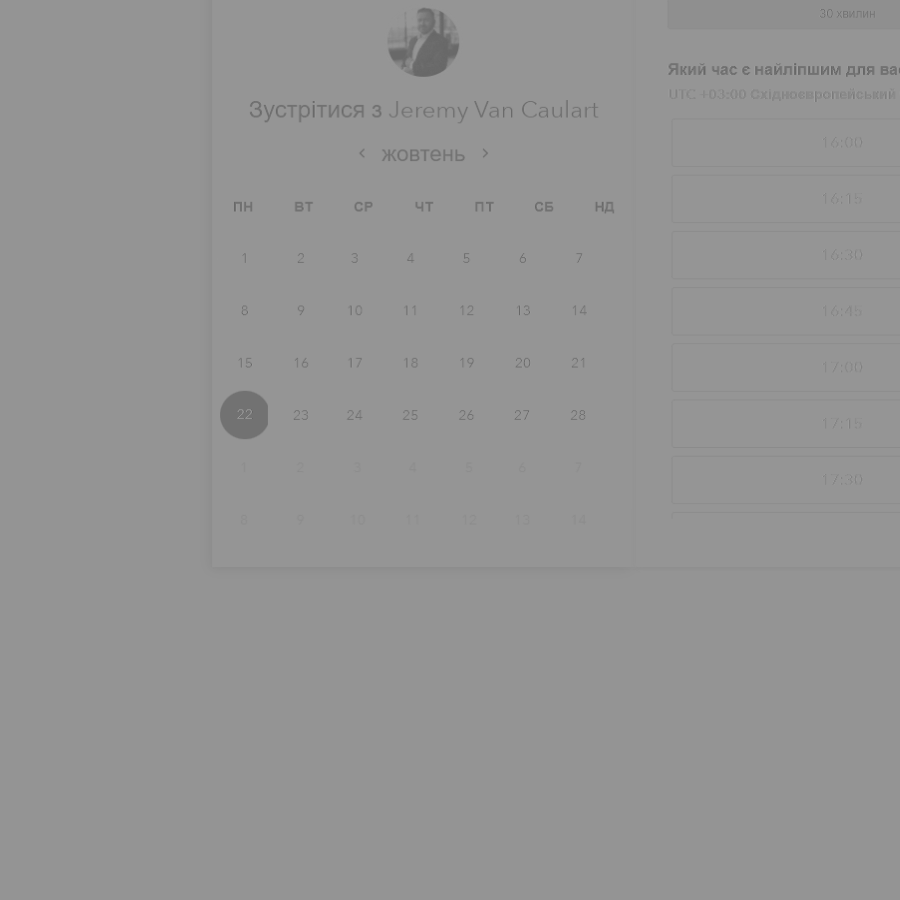 30 хвилин
Зустрітися з Jeremy Van Caulart
жовтень
ПН ВТ СР ЧТ ПТ СБ НД
1 2 3 4 5 6 7
8 9 10 11 12 13 14
15 16 17 18 19 20 21
22 23 24 25 26 27 28
1 2 3 4 5 6 7
8 9 10 11 12 13 14
Який час є найліпшим для ва
UTC +03:00 Східноєвропейський
16:00
16:15
16:30
16:45
17:00
17:15
17:30